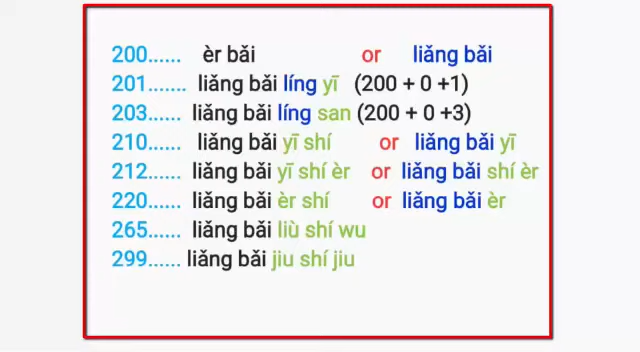 200...... èr bǎi or liǎng bǎi
201....... liǎng bǎi líng yī (200 + 0 +1)
203...... liǎng bǎi líng san (200 + 0 +3)
210...... liǎng bǎi yī shí or liǎng bǎi yī
212...... liǎng bǎi yī shí èr or liǎng bǎi shí èr
220...... liǎng bǎi èr shí or liǎng bǎi èr
265...... liǎng bǎi liù shí wu
299...... liǎng bǎi jiu shí jiu